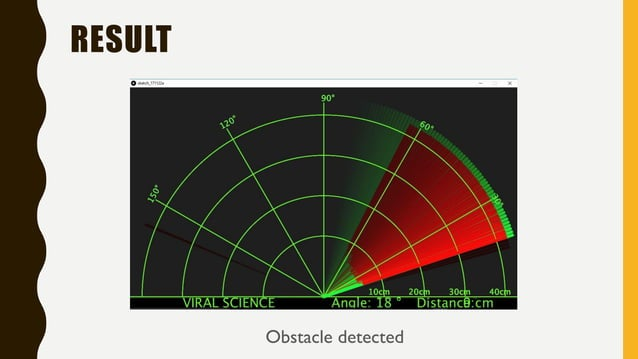 RESULT
sketch_171122a
90°
120°
60°
150°
30°
10cm 20cm 30cm 40cm
VIRAL SCIENCE Angle: 18 ° Distance: cm
Obstacle detected